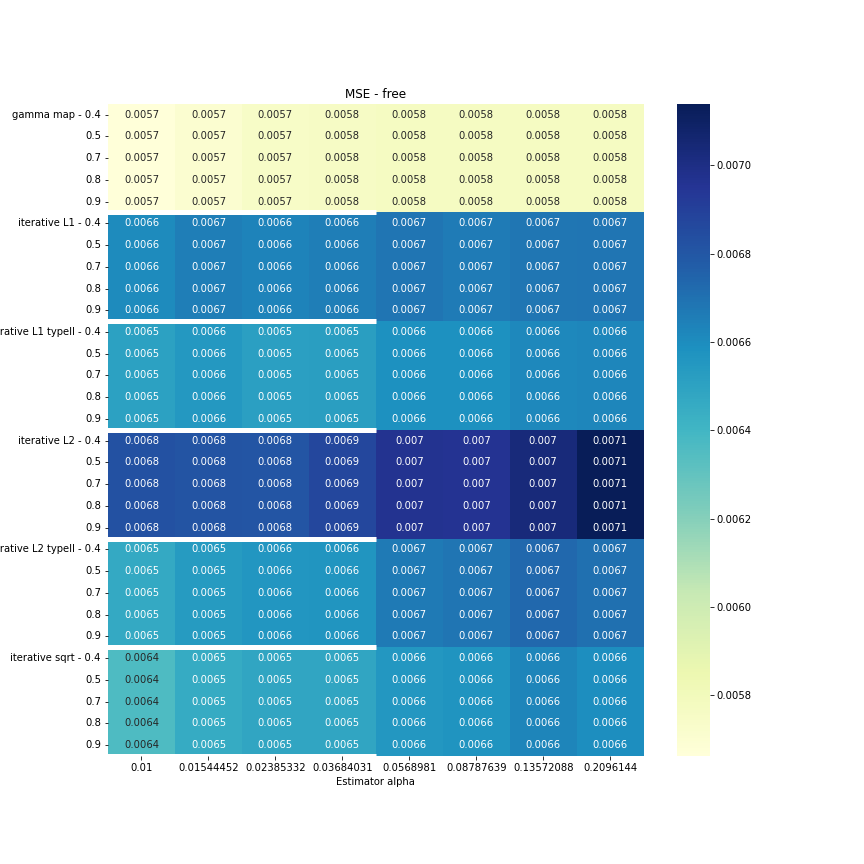 MSE - free
gamma map - 0.4 0.0057 0.0057 0.0057 0.0058 0.0058 0.0058 0.0058 0.0058
0.5 0.0057 0.0057 0.0057 0.0058 0.0058 0.0058 0.0058 0.0058
0.7 0.0057 0.0057 0.0057 0.0058 0.0058 0.0058 0.0058 0.0058
0.8 0.0057 0.0057 0.0057 0.0058 0.0058 0.0058 0.0058 0.0058
0.9 0.0057 0.0057 0.0057 0.0058 0.0058 0.0058 0.0058 0.0058
iterative L1 - 0.4 0.0066 0.0067 0.0066 0.0066 0.0067 0.0067 0.0067 0.0067
0.5 0.0066 0.0067 0.0066 0.0066 0.0067 0.0067 0.0067 0.0067
0.7 0.0066 0.0067 0.0066 0.0066 0.0067 0.0067 0.0067 0.0067
0.8 0.0066 0.0067 0.0066 0.0066 0.0067 0.0067 0.0067 0.0067
0.9 0.0066 0.0067 0.0066 0.0066 0.0067 0.0067 0.0067 0.0067
rative L1 typeII - 0.4 0.0065 0.0066 0.0065 0.0065 0.0066 0.0066 0.0066 0.0066
0.5 0.0065 0.0066 0.0065 0.0065 0.0066 0.0066 0.0066 0.0066
0.7 0.0065 0.0066 0.0065 0.0065 0.0066 0.0066 0.0066 0.0066
0.8 0.0065 0.0066 0.0065 0.0065 0.0066 0.0066 0.0066 0.0066
0.9 0.0065 0.0066 0.0065 0.0065 0.0066 0.0066 0.0066 0.0066
iterative L2 - 0.4 0.0068 0.0068 0.0068 0.0069 0.007 0.007 0.007 0.0071
0.5 0.0068 0.0068 0.0068 0.0069 0.007 0.007 0.007 0.0071
0.7 0.0068 0.0068 0.0068 0.0069 0.007 0.007 0.007 0.0071
0.8 0.0068 0.0068 0.0068 0.0069 0.007 0.007 0.007 0.0071
0.9 0.0068 0.0068 0.0068 0.0069 0.007 0.007 0.007 0.0071
rative L2 typeII - 0.4 0.0065 0.0065 0.0066 0.0066 0.0067 0.0067 0.0067 0.0067
0.5 0.0065 0.0065 0.0066 0.0066 0.0067 0.0067 0.0067 0.0067
0.7 0.0065 0.0065 0.0066 0.0066 0.0067 0.0067 0.0067 0.0067
0.8 0.0065 0.0065 0.0066 0.0066 0.0067 0.0067 0.0067 0.0067
0.9 0.0065 0.0065 0.0066 0.0066 0.0067 0.0067 0.0067 0.0067
iterative sqrt - 0.4 0.0064 0.0065 0.0065 0.0065 0.0066 0.0066 0.0066 0.0066
0.5 0.0064 0.0065 0.0065 0.0065 0.0066 0.0066 0.0066 0.0066
0.7 0.0064 0.0065 0.0065 0.0065 0.0066 0.0066 0.0066 0.0066
0.8 0.0064 0.0065 0.0065 0.0065 0.0066 0.0066 0.0066 0.0066
0.9 0.0064 0.0065 0.0065 0.0065 0.0066 0.0066 0.0066 0.0066
0.01 0.01544452 0.02385332 0.03684031 0.0568981 0.08787639 0.13572088 0.2096144
Estimator alpha
0.0070
0.0068
0.0066
0.0064
0.0062
0.0060
0.0058